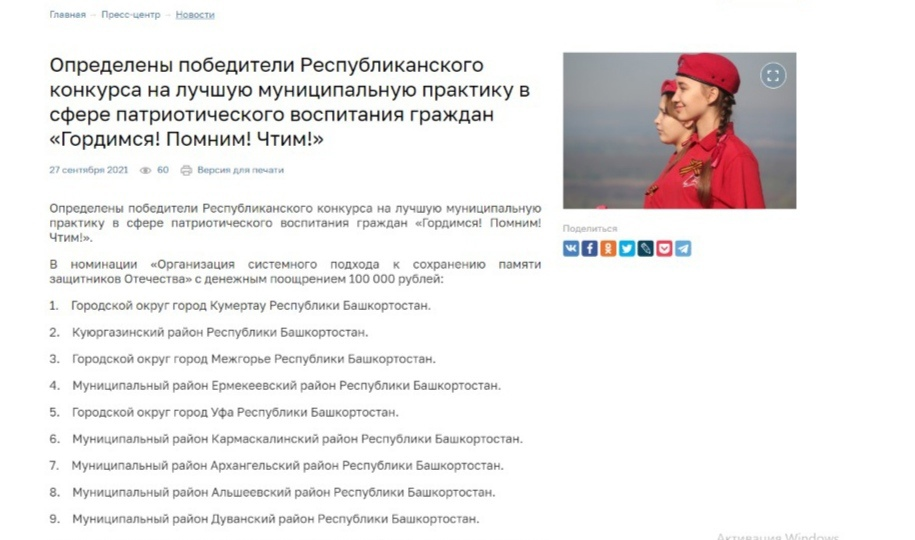 Главная – Пресс-центр – Новости
Определены победители Республиканского
конкурса на лучшую муниципальную практику в
сфере патриотического воспитания граждан
«Гордимся! Помним! Чтим!»
27 сентября 2021 60 Версия для печати
Определены победители Республиканского конкурса на лучшую муниципальную
практику в сфере патриотического воспитания граждан «Гордимся! Помним!
Чтим!».
В номинации «Организация системного подхода к сохранению памяти
защитников Отечества» с денежным поощрением 100 000 рублей:
1. Городской округ город Кумертау Республики Башкортостан.
2. Куюргазинский район Республики Башкортостан.
3. Городской округ город Межгорье Республики Башкортостан.
4. Муниципальный район Ермекеевский район Республики Башкортостан.
5. Городской округ город Уфа Республики Башкортостан.
6. Муниципальный район Кармаскалинский район Республики Башкортостан.
7. Муниципальный район Архангельский район Республики Башкортостан.
8. Муниципальный район Альшеевский район Республики Башкортостан.
9. Муниципальный район Дуванский район Республики Башкортостан.
Поделиться
Активация Windows